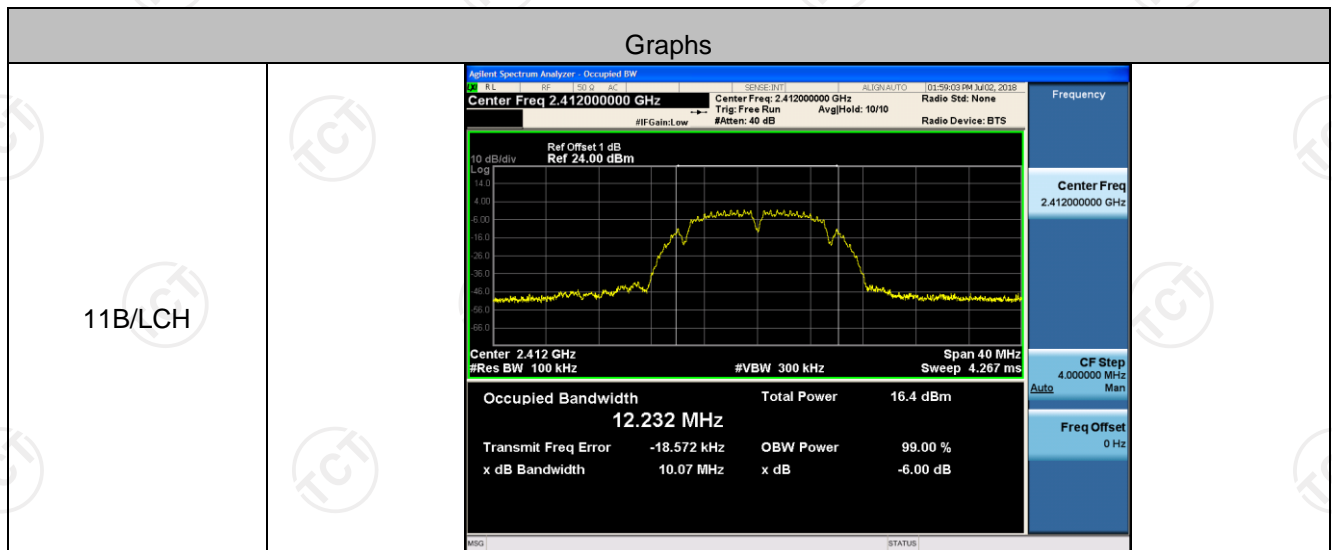 Graphs
11B/LCH
Agilent Spectrum Analyzer - Occupied BW
RL RF 50 Ω AC SENSE:INT ALIGNAUTO 01:59:03 PM Jul 02, 2018
Center Freq 2.412000000 GHz
Center Freq: 2.412000000 GHz Radio Std: None
Trig: Free Run Avg|Hold: 10/10
#IFGain:Low #Atten: 40 dB Radio Device: BTS
Ref Offset 1 dB
10 dB/div Ref 24.00 dBm
Log
14.0
4.00
-6.00
-16.0
-26.0
-36.0
-46.0
-56.0
-66.0
Center 2.412 GHz Span 40 MHz
#Res BW 100 kHz #VBW 300 kHz Sweep 4.267 ms
Occupied Bandwidth Total Power 16.4 dBm
12.232 MHz
Transmit Freq Error -18.572 kHz OBW Power 99.00 %
x dB Bandwidth 10.07 MHz x dB -6.00 dB
MSG STATUS
Frequency
Center Freq
2.412000000 GHz
CF Step
4.000000 MHz
Auto Man
Freq Offset
0 Hz
TCT
TCT
TCT
TCT
TCT